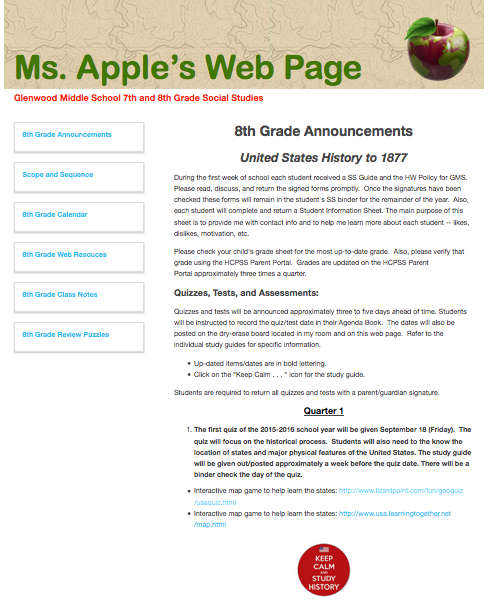 Ms. Apple's Web Page
Glenwood Middle School 7th and 8th Grade Social Studies
8th Grade Announcements
Scope and Sequence
8th Grade Calendar
8th Grade Web Resouces
8th Grade Class Notes
8th Grade Review Puzzles
8th Grade Announcements
United States History to 1877
During the first week of school each student received a SS Guide and the HW Policy for GMS.
Please read, discuss, and return the signed forms promptly.  Once the signatures have been
checked these forms will remain in the student's SS binder for the remainder of the year.  Also,
each student will complete and return a Student Information Sheet. The main purpose of this
sheet is to provide me with contact info and to help me learn more about each student -- likes,
dislikes, motivation, etc.
Please check your child's grade sheet for the most up-to-date grade.  Also, please verify that
grade using the HCPSS Parent Portal.  Grades are updated on the HCPSS Parent
Portal approximately three times a quarter.
Quizzes, Tests, and Assessments:
Quizzes and tests will be announced approximately three to five days ahead of time. Students
will be instructed to record the quiz/test date in their Agenda Book.  The dates will also be
posted on the dry-erase board located in my room and on this web page.  Refer to the
individual study guides for specific information.
• Up-dated items/dates are in bold lettering.
• Click on the "Keep Calm . . . " icon for the study guide.
Students are required to return all quizzes and tests with a parent/guardian signature.
Quarter 1
1. The first quiz of the 2015-2016 school year will be given September 18 (Friday).  The
quiz will focus on the historical process.  Students will also need to the know the
location of states and major physical features of the United States. The study guide
will be given out/posted approximately a week before the quiz date. There will be a
binder check the day of the quiz.
• Interactive map game to help learn the states: http://www.lizardpoint.com/fun/geoquiz
/usaquiz.html
• Interactive map game to help learn the states: http://www.usa.learningtogether.net
/map.html
KEEP
CALM
AND
STUDY
HISTORY